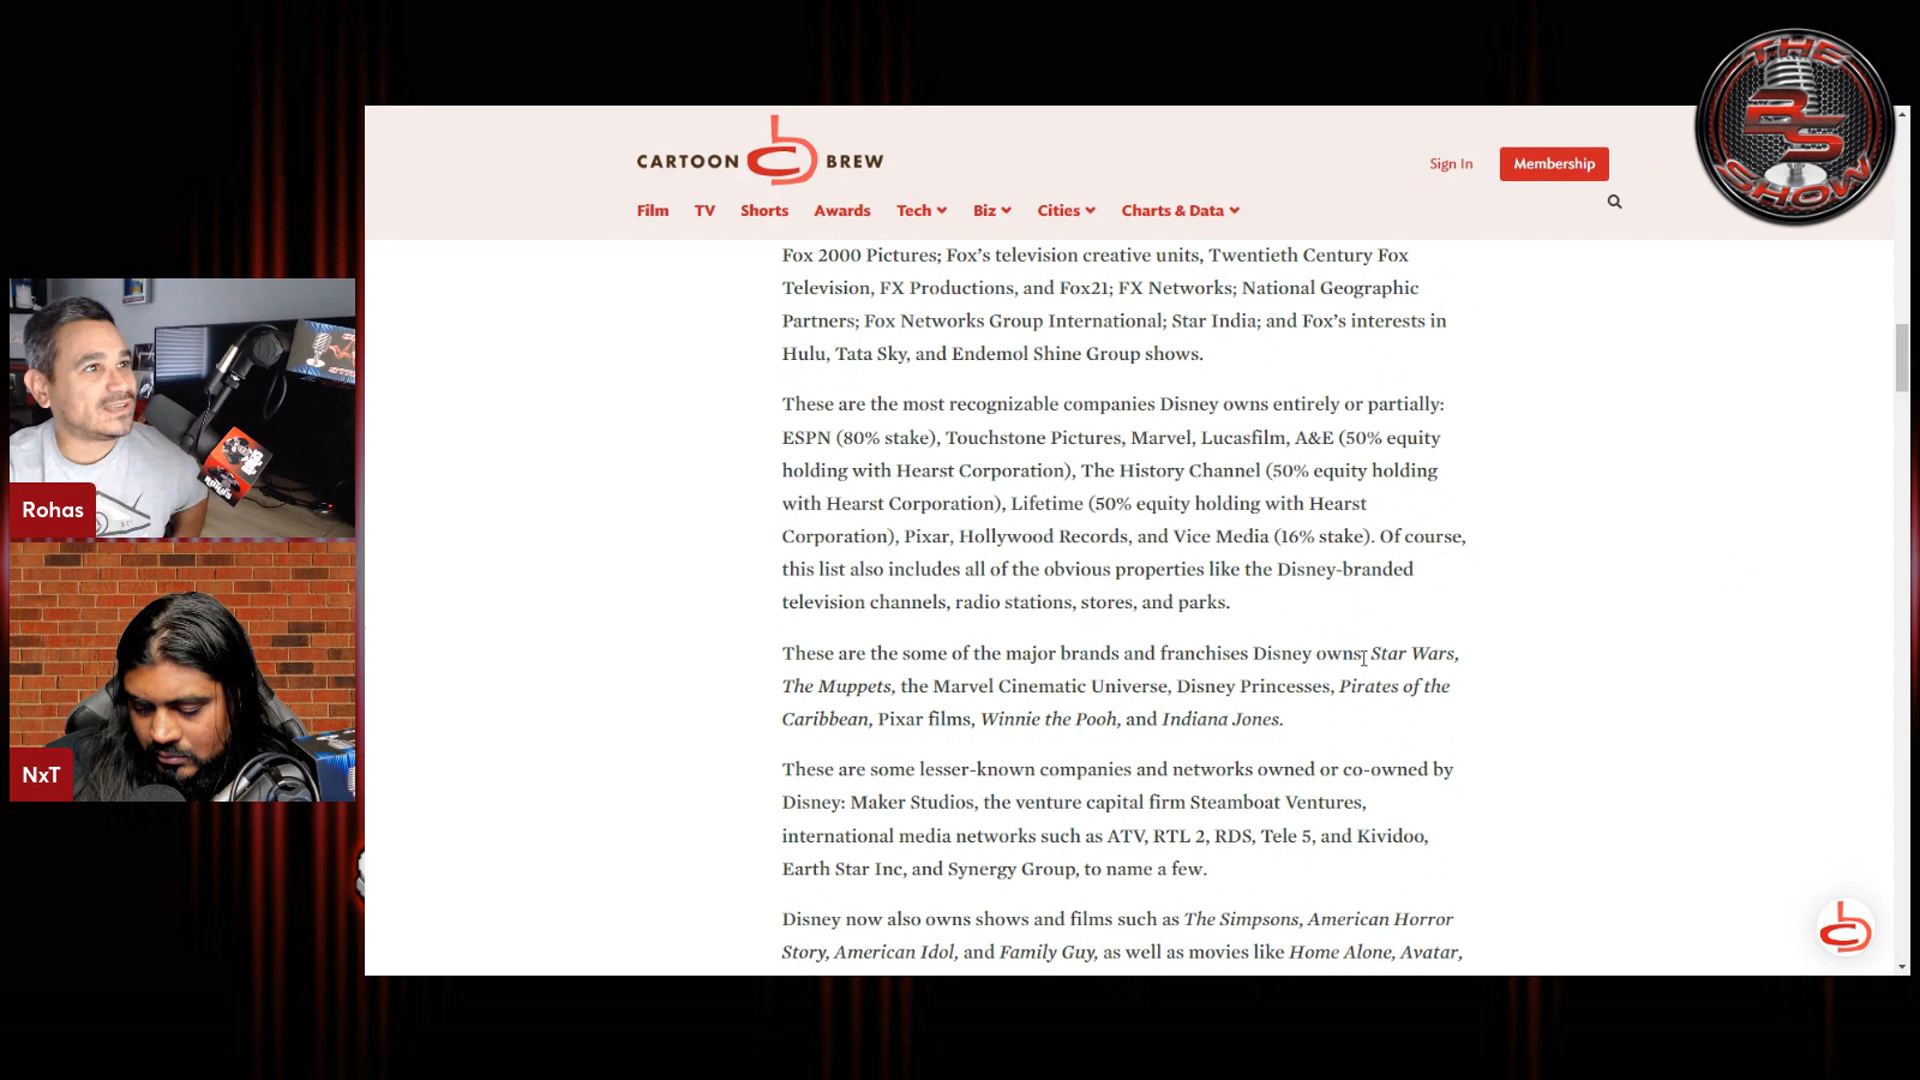 THE
RS
SHOW
CARTOON BREW
Sign In
Membership
Film TV Shorts Awards Tech Biz Cities Charts & Data
Fox 2000 Pictures; Fox’s television creative units, Twentieth Century Fox
Television, FX Productions, and Fox21; FX Networks; National Geographic
Partners; Fox Networks Group International; Star India; and Fox’s interests in
Hulu, Tata Sky, and Endemol Shine Group shows.
These are the most recognizable companies Disney owns entirely or partially:
ESPN (80% stake), Touchstone Pictures, Marvel, Lucasfilm, A&E (50% equity
holding with Hearst Corporation), The History Channel (50% equity holding
with Hearst Corporation), Lifetime (50% equity holding with Hearst
Corporation), Pixar, Hollywood Records, and Vice Media (16% stake). Of course,
this list also includes all of the obvious properties like the Disney-branded
television channels, radio stations, stores, and parks.
These are the some of the major brands and franchises Disney owns: Star Wars,
The Muppets, the Marvel Cinematic Universe, Disney Princesses, Pirates of the
Caribbean, Pixar films, Winnie the Pooh, and Indiana Jones.
These are some lesser-known companies and networks owned or co-owned by
Disney: Maker Studios, the venture capital firm Steamboat Ventures,
international media networks such as ATV, RTL 2, RDS, Tele 5, and Kividoo,
Earth Star Inc, and Synergy Group, to name a few.
Disney now also owns shows and films such as The Simpsons, American Horror
Story, American Idol, and Family Guy, as well as movies like Home Alone, Avatar,
Rohas
NxT